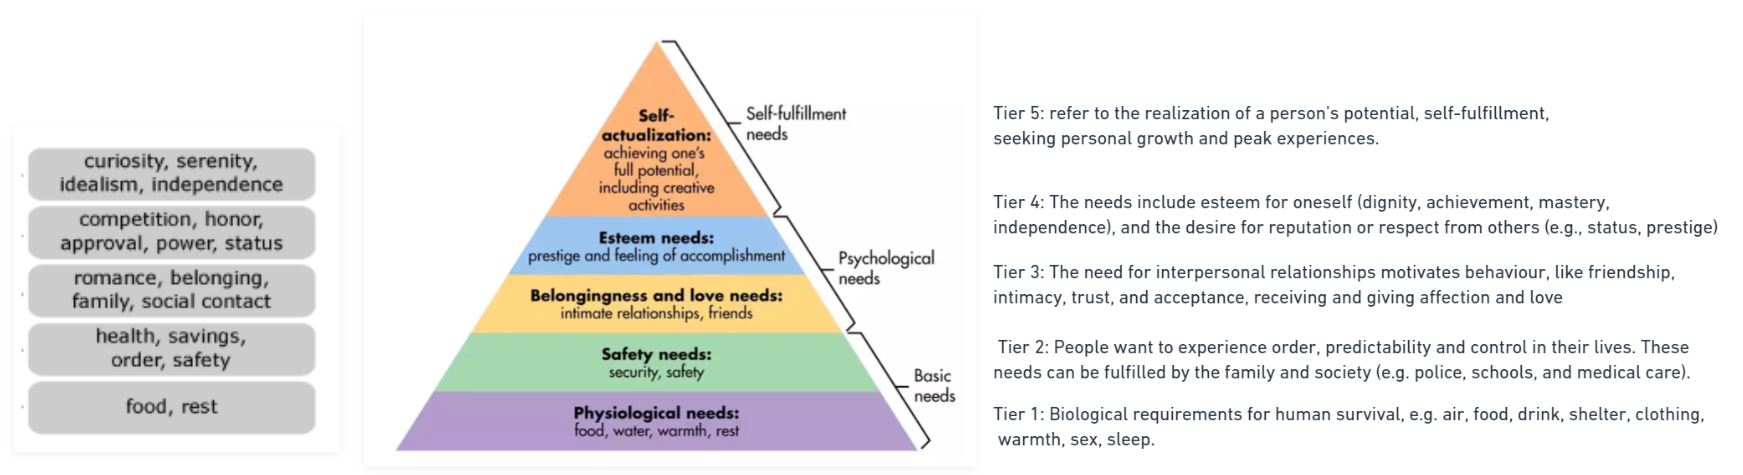 curiosity, serenity,
idealism, independence
competition, honor,
approval, power, status
romance, belonging,
family, social contact
health, savings,
order, safety
food, rest
Self-
actualization:
achieving one's
full potential,
including creative
activities
Esteem needs:
prestige and feeling of accomplishment
Belongingness and love needs:
intimate relationships, friends
Safety needs:
security, safety
Physiological needs:
food, water, warmth, rest
Self-fulfillment
needs
Psychological
needs
Basic
needs
Tier 5: refer to the realization of a person's potential, self-fulfillment,
seeking personal growth and peak experiences.
Tier 4: The needs include esteem for oneself (dignity, achievement, mastery,
independence), and the desire for reputation or respect from others (e.g., status, prestige)
Tier 3: The need for interpersonal relationships motivates behaviour, like friendship,
intimacy, trust, and acceptance, receiving and giving affection and love
Tier 2: People want to experience order, predictability and control in their lives. These
needs can be fulfilled by the family and society (e.g. police, schools, and medical care).
Tier 1: Biological requirements for human survival, e.g. air, food, drink, shelter, clothing,
warmth, sex, sleep.